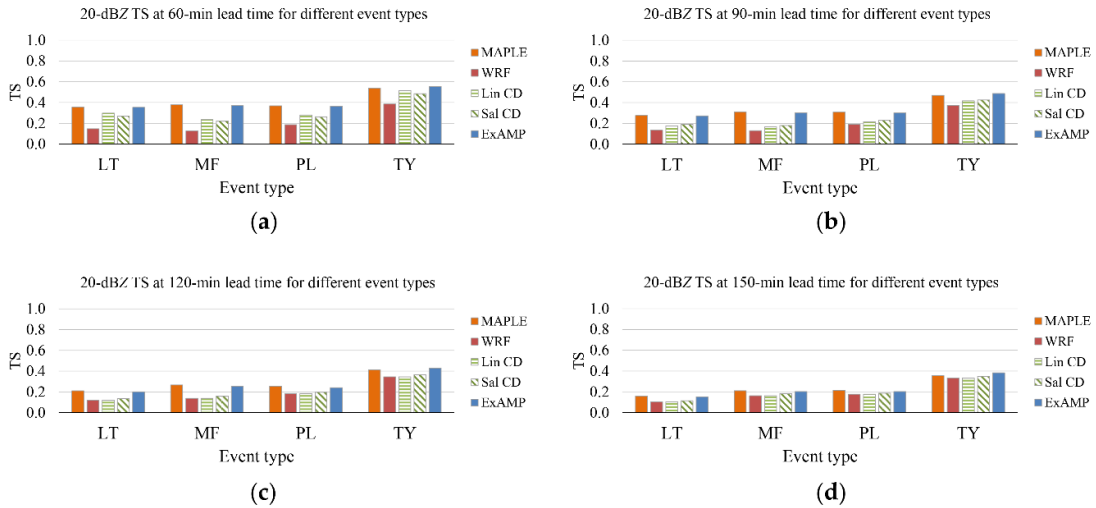 20-dBZ TS at 60-min lead time for different event types
1.0
0.8
0.6
0.4
0.2
0.0
TS
LT MF PL TY
Event type
MAPLE
WRF
Lin CD
Sal CD
ExAMP
(a)
20-dBZ TS at 90-min lead time for different event types
1.0
0.8
0.6
0.4
0.2
0.0
TS
LT MF PL TY
Event type
MAPLE
WRF
Lin CD
Sal CD
ExAMP
(b)
20-dBZ TS at 120-min lead time for different event types
1.0
0.8
0.6
0.4
0.2
0.0
TS
LT MF PL TY
Event type
MAPLE
WRF
Lin CD
Sal CD
ExAMP
(c)
20-dBZ TS at 150-min lead time for different event types
1.0
0.8
0.6
0.4
0.2
0.0
TS
LT MF PL TY
Event type
MAPLE
WRF
Lin CD
Sal CD
ExAMP
(d)